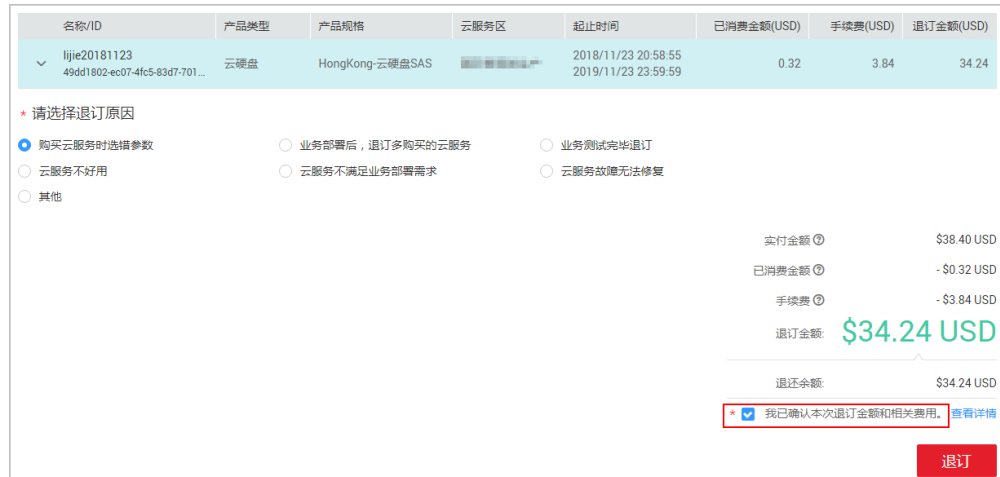 名称/ID 产品类型 产品规格 云服务区 起止时间 已消费金额(USD) 手续费(USD) 退订金额(USD)
lijie20181123 云硬盘 HongKong-云硬盘SAS 2018/11/23 20:58:55 0.32 3.84 34.24
49dd1802-ec07-4fc5-83d7-701... 2019/11/23 23:59:59
* 请选择退订原因
购买云服务时选错参数 业务部署后，退订多购买的云服务 业务测试完毕退订
云服务不好用 云服务不满足业务部署需求 云服务故障无法修复
其他
实付金额 ? $38.40 USD
已消费金额 ? - $0.32 USD
手续费 ? - $3.84 USD
退订金额: $34.24 USD
退还余额: $34.24 USD
* 我已确认本次退订金额和相关费用。 查看详情
退订